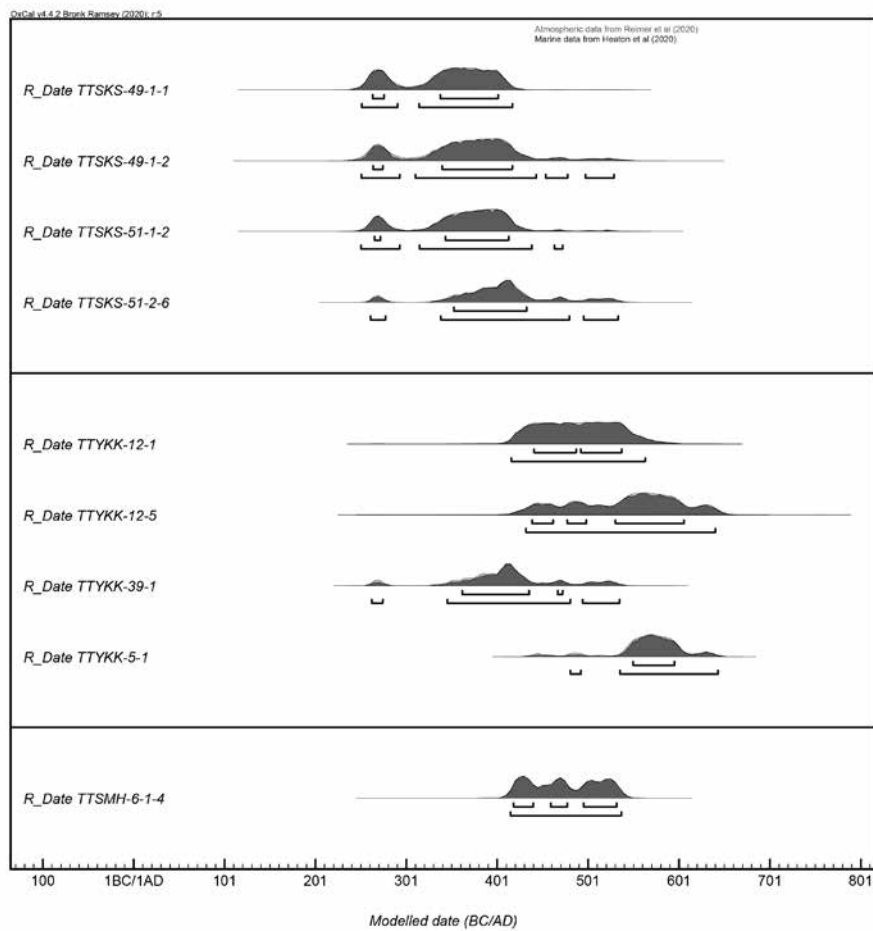 OxCal v4.4.2 Bronk Ramsey (2020); r:5
Atmospheric data from Reimer et al (2020)
Marine data from Heaton et al (2020)
R_Date TTSKS-49-1-1
R_Date TTSKS-49-1-2
R_Date TTSKS-51-1-2
R_Date TTSKS-51-2-6
R_Date TTYKK-12-1
R_Date TTYKK-12-5
R_Date TTYKK-39-1
R_Date TTYKK-5-1
R_Date TTSMH-6-1-4
100 1BC/1AD 101 201 301 401 501 601 701 801
Modelled date (BC/AD)